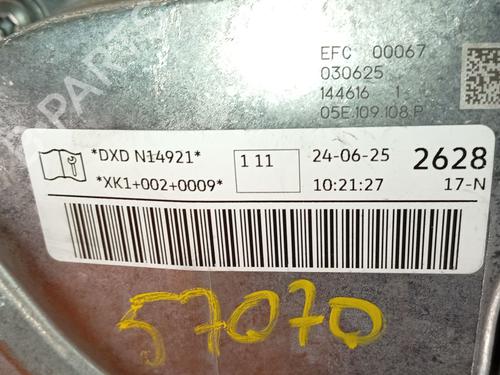 EFC 00067
030625
144616 1
05E.109.108.P
*DXD N14921*
1 11
24-06-25
2628
*XK1+002+0009*
10:21:27
17-N
57070